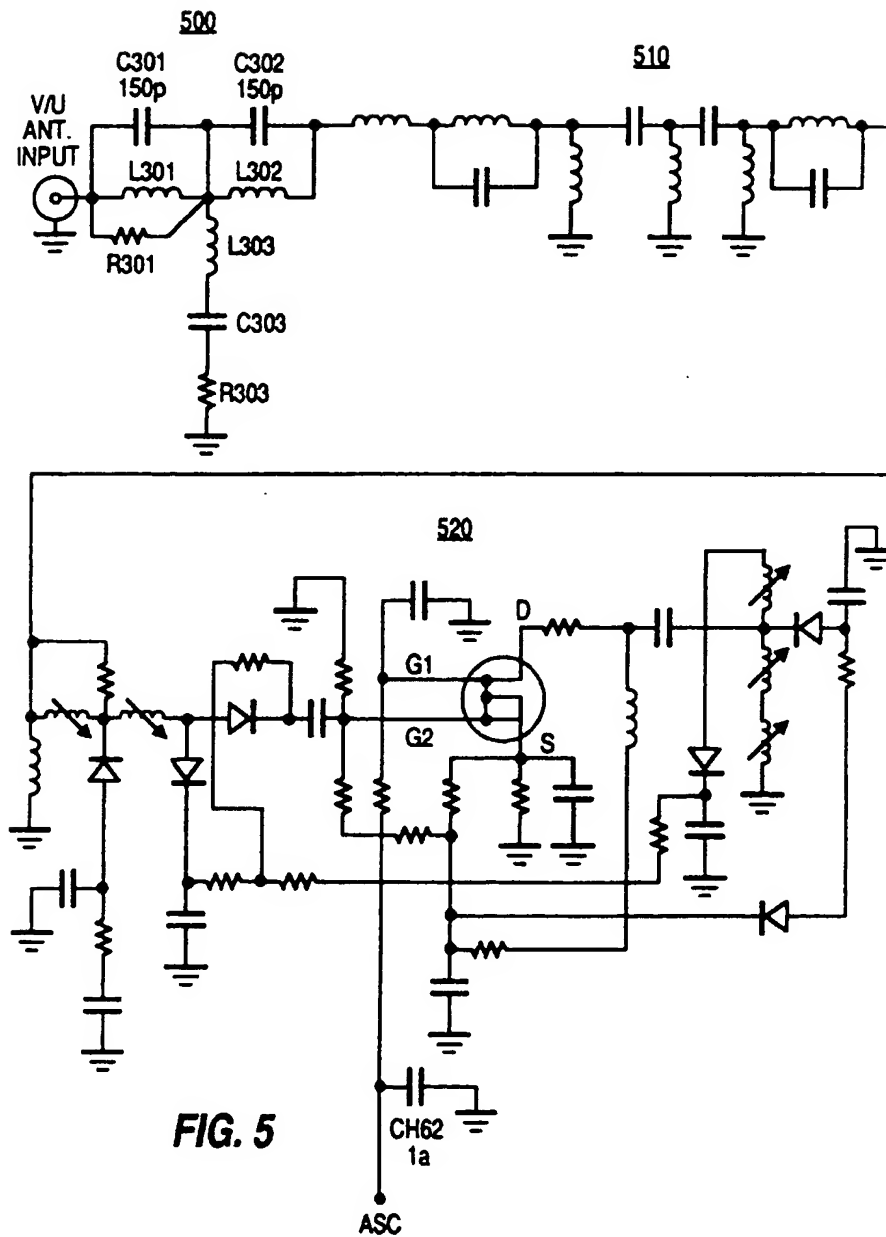 500
C301
150p
C302
150p
510
V/U
ANT.
INPUT
L301
L302
R301
L303
C303
R303
520
D
G1
G2
S
CH62
1a
FIG. 5
ASC